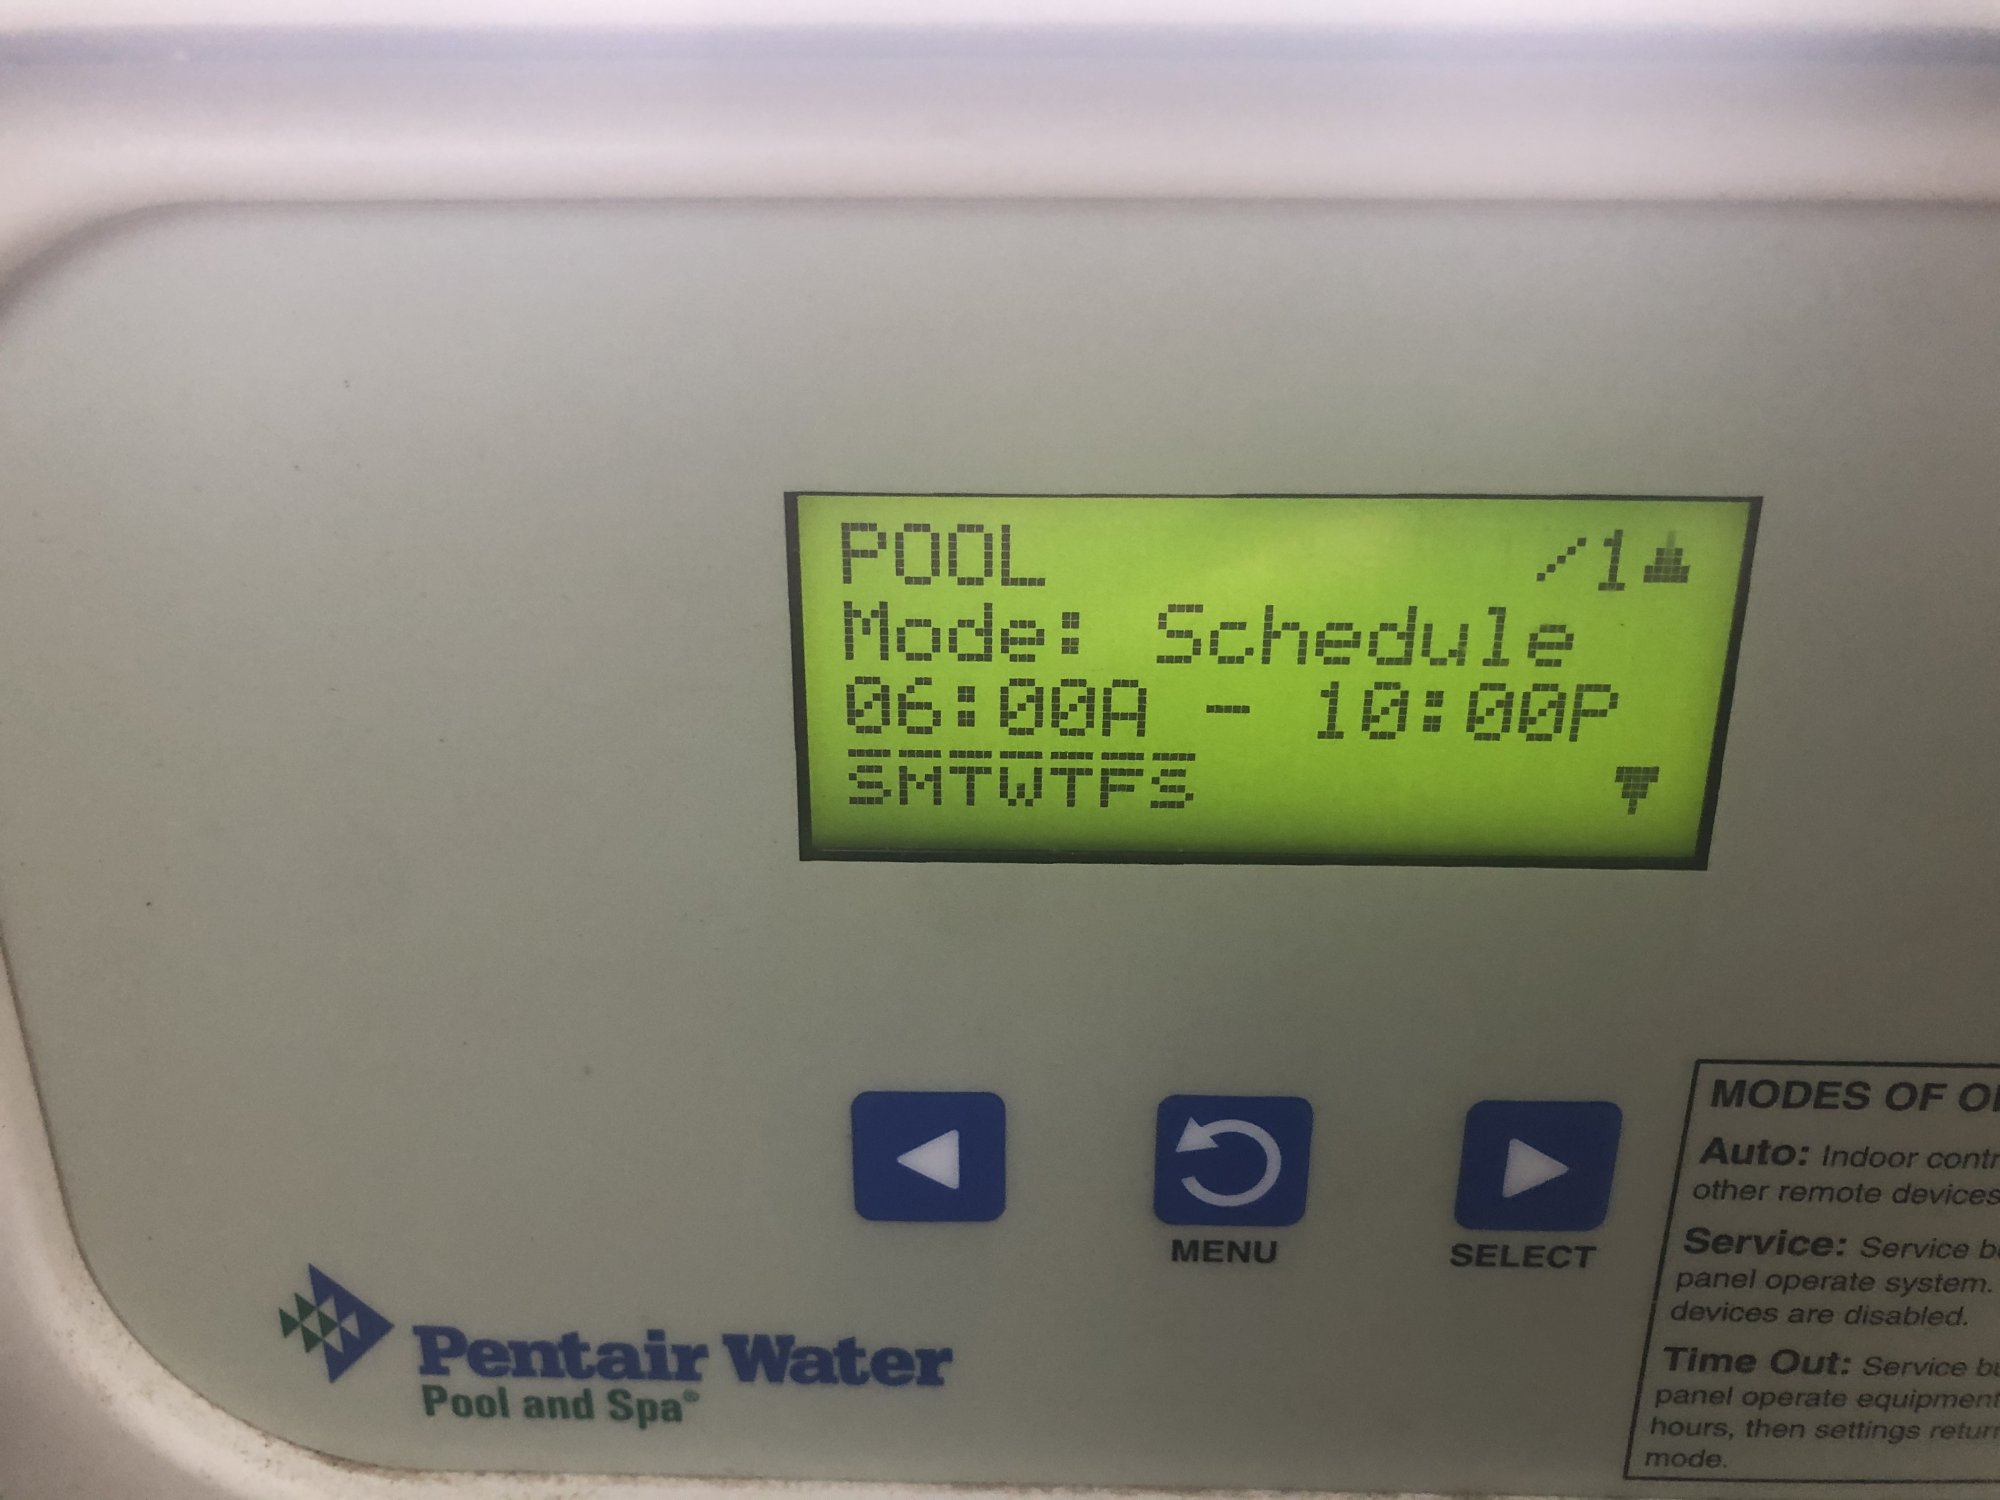 POOL /1
Mode: Schedule
06:00A - 10:00P
SMTWTFS
MENU
SELECT
MODES OF
Auto: Indoor
other remote devices
Service: Service
panel operate system.
devices are disabled.
Time Out: Service
panel operate equipment
hours, then settings
mode.
Pentair Water
Pool and Spa®